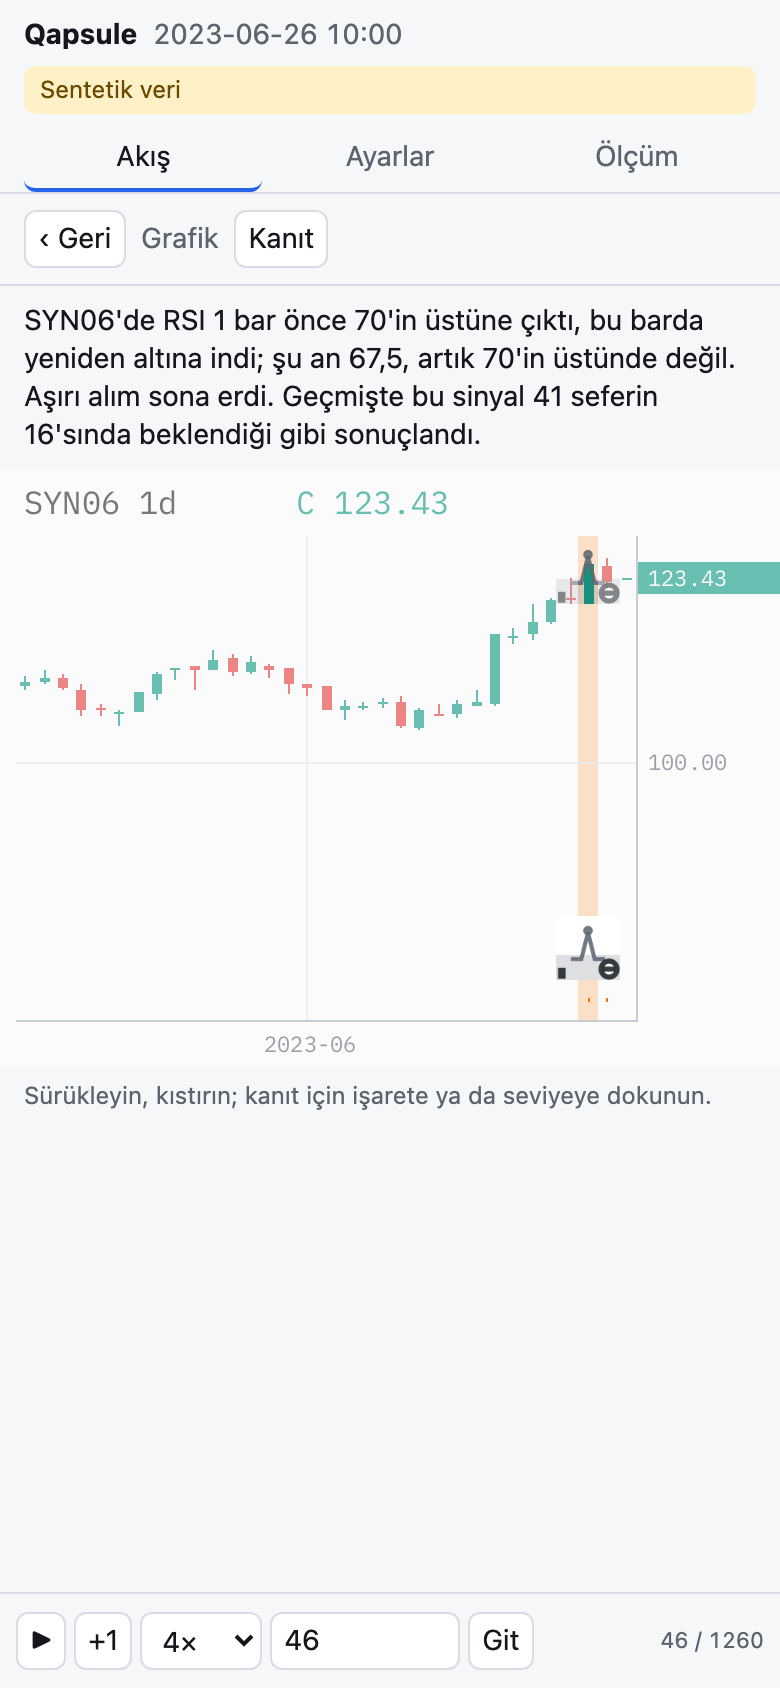 Qapsule 2023-06-26 10:00
Sentetik veri
Akış Ayarlar Ölçüm
‹ Geri Grafik Kanıt
SYN06'de RSI 1 bar önce 70'in üstüne çıktı, bu barda
yeniden altına indi; şu an 67,5, artık 70'in üstünde değil.
Aşırı alım sona erdi. Geçmişte bu sinyal 41 seferin
16'sında beklendiği gibi sonuçlandı.
SYN06 1d C 123.43
123.43
100.00
2023-06
Sürükleyin, kıstırın; kanıt için işarete ya da seviyeye dokunun.
+1 4× 46 Git 46 / 1260